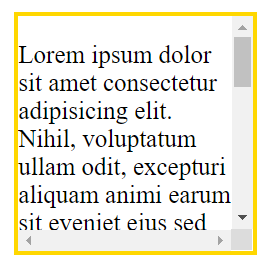 Lorem ipsum dolor
sit amet consectetur
adipisicing elit.
Nihil, voluptatum
ullam odit, excepturi
aliquam animi earum
sit eveniet eius sed